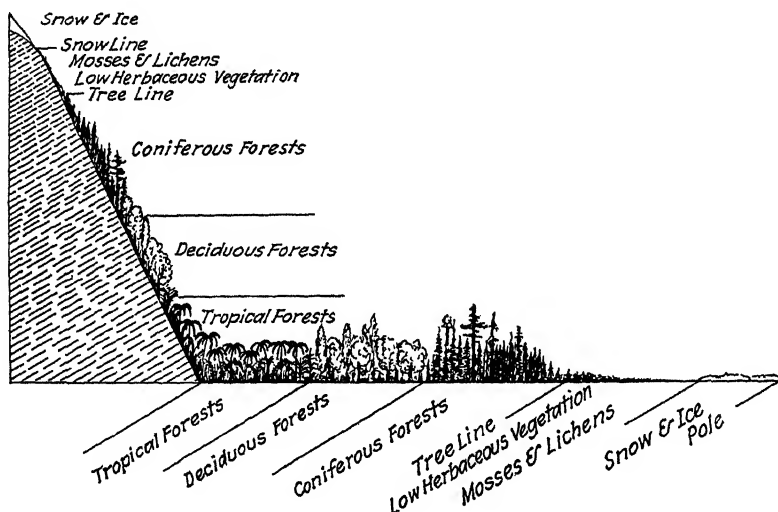 Snow & Ice
Snow Line
Mosses & Lichens
Low Herbaceous Vegetation
Tree Line
Coniferous Forests
Deciduous Forests
Tropical Forests
Tropical Forests
Deciduous Forests
Coniferous Forests
Tree Line
Low Herbaceous Vegetation
Mosses & Lichens
Snow & Ice
Pole